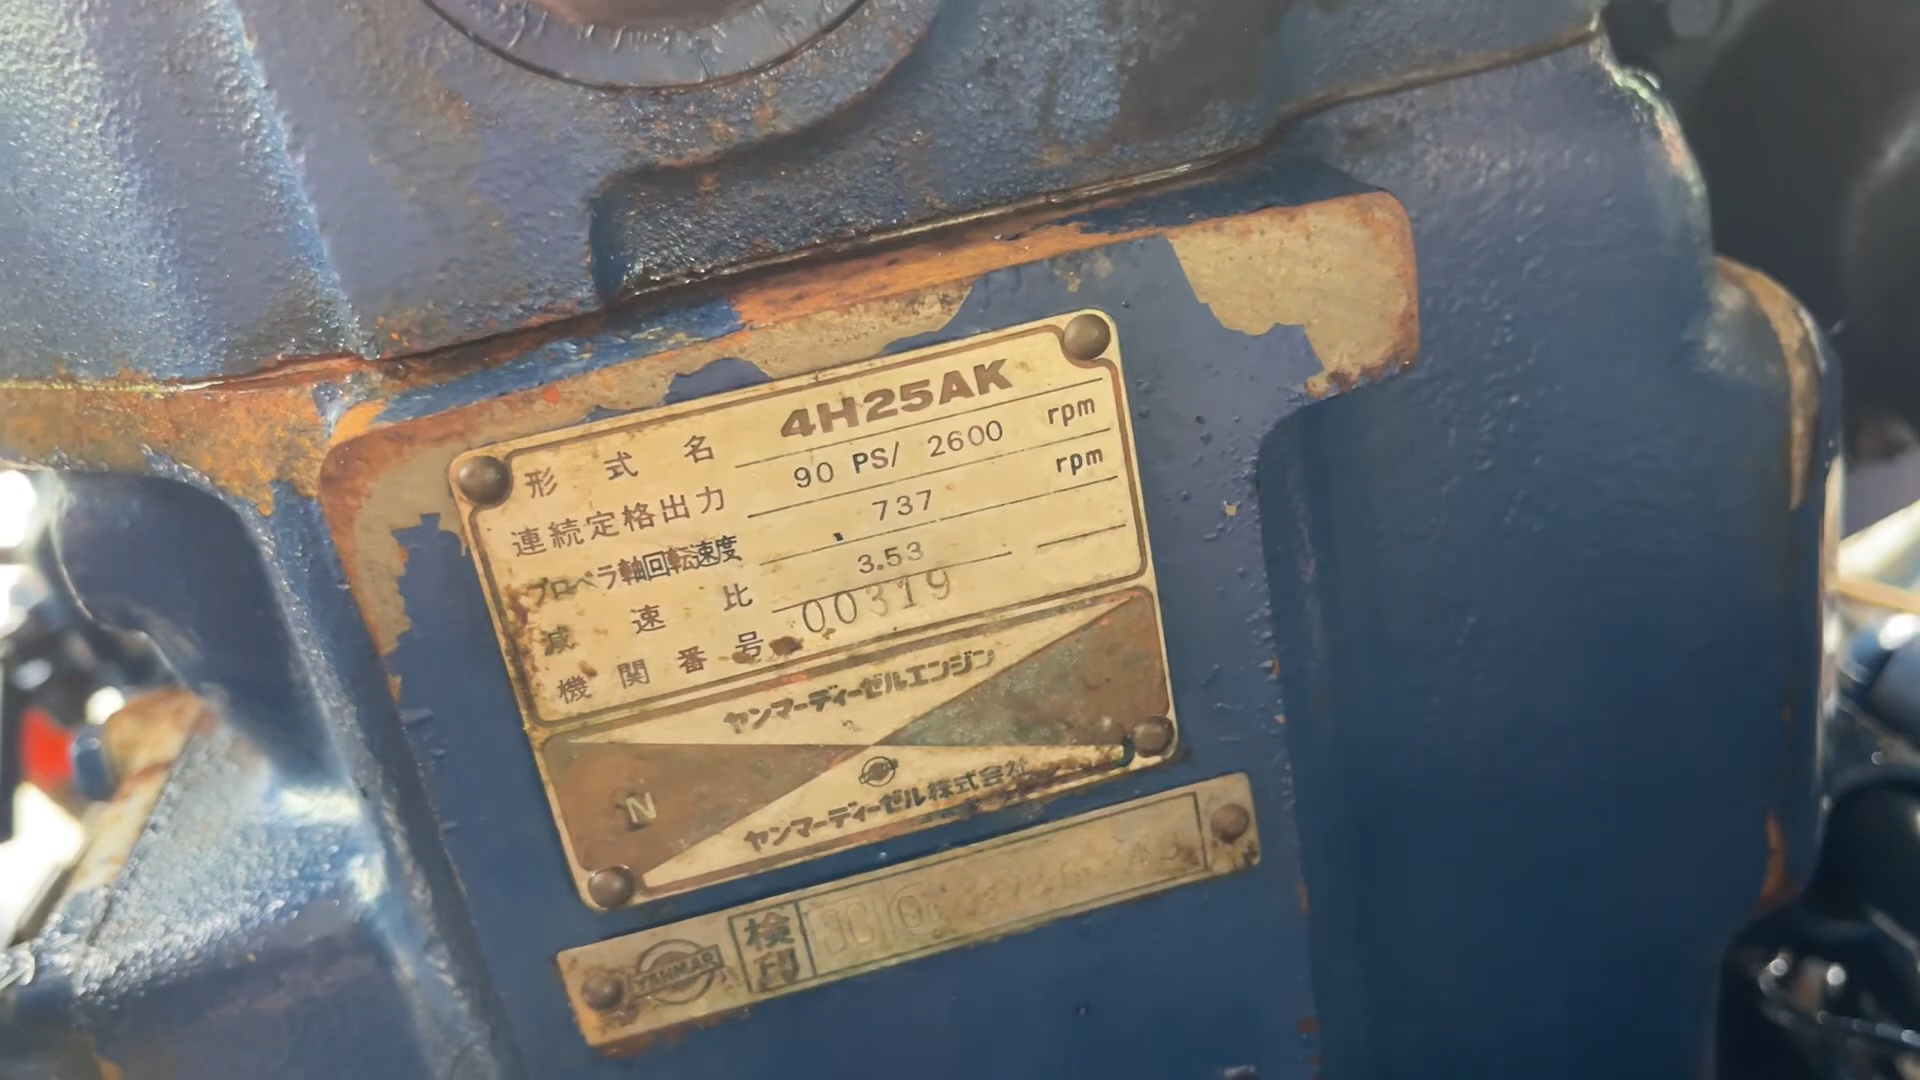 形式名 4H25AK
連続定格出力 90 PS/ 2600 rpm
プロペラ軸回転速度 737 rpm
減速比 3.53
機関番号 00319
ヤンマーディーゼルエンジン
N
ヤンマーディーゼル株式会社
YANMAR 検印